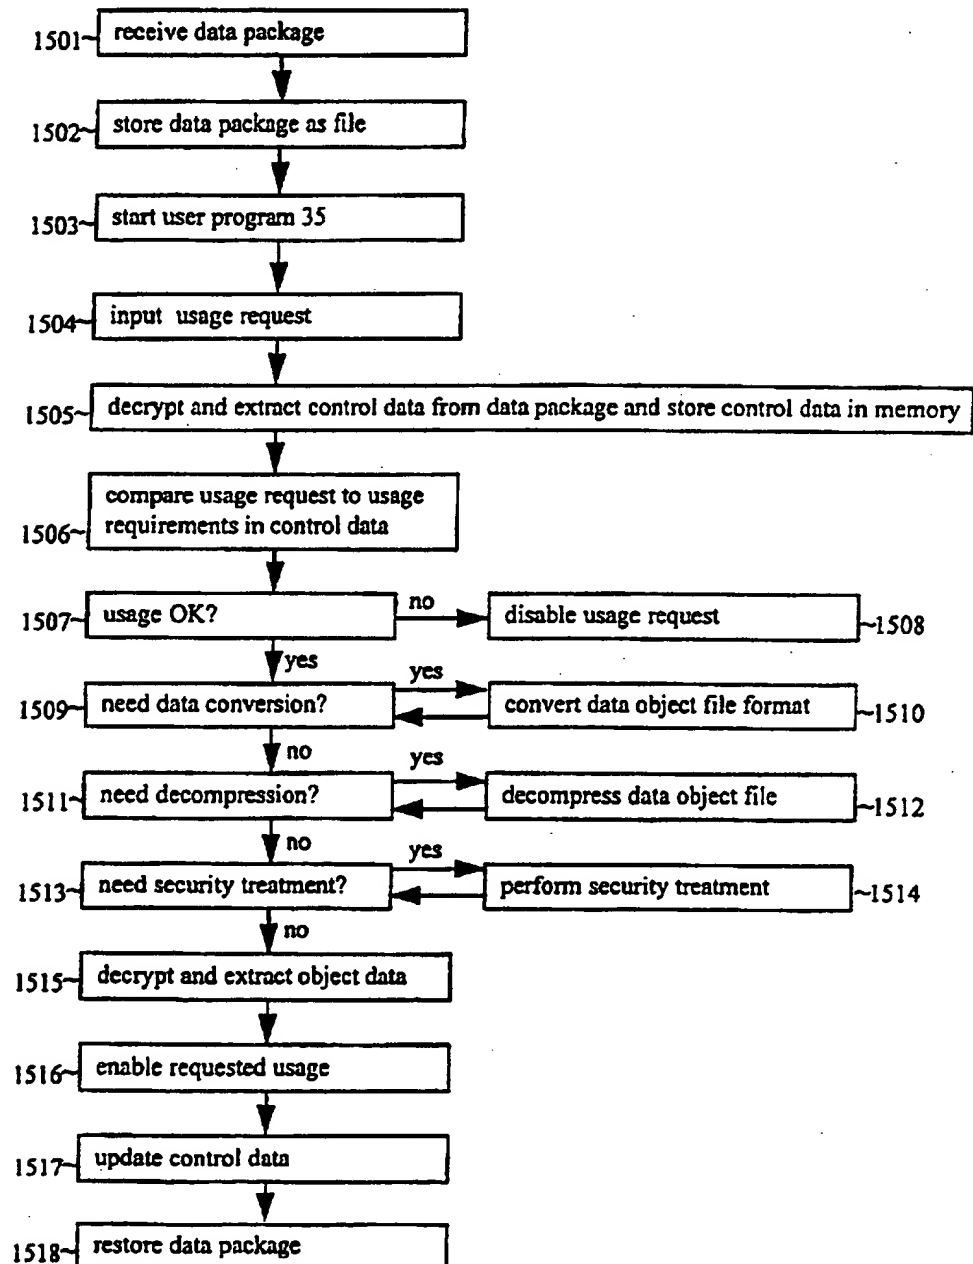 1501~ receive data package
1502~ store data package as file
1503~ start user program 35
1504~ input usage request
1505~ decrypt and extract control data from data package and store control data in memory
compare usage request to usage
1506~ requirements in control data
1507~ usage OK? no disable usage request ~1508
yes
yes
1509~ need data conversion? convert data object file format ~1510
no
yes
1511~ need decompression? decompress data object file ~1512
no
yes
1513~ need security treatment? perform security treatment ~1514
no
1515~ decrypt and extract object data
1516~ enable requested usage
1517~ update control data
1518~ restore data package